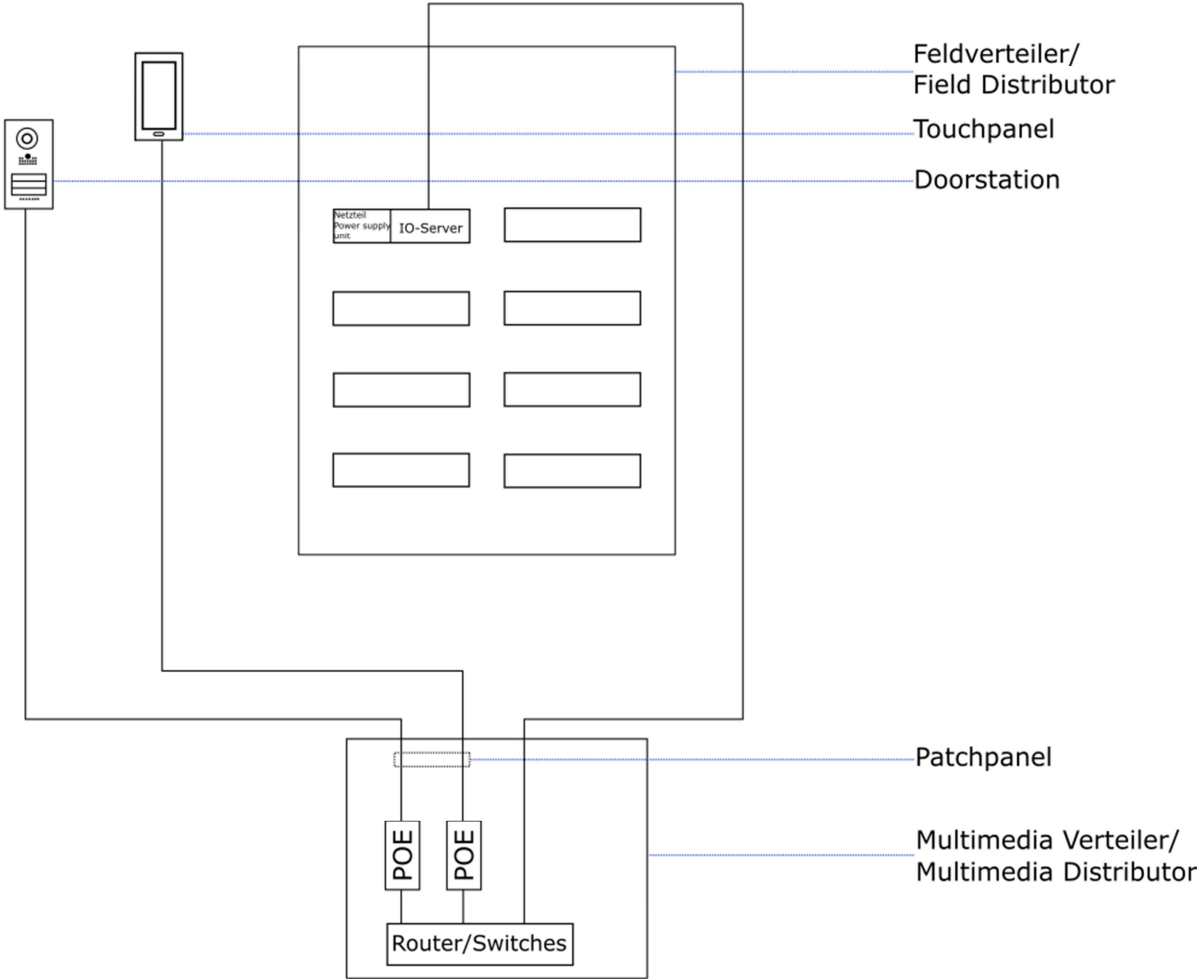 Feldverteiler/
Field Distributor
Touchpanel
Doorstation
Netzteil
Power supply
unit
IO-Server
Patchpanel
POE
POE
Multimedia Verteiler/
Multimedia Distributor
Router/Switches